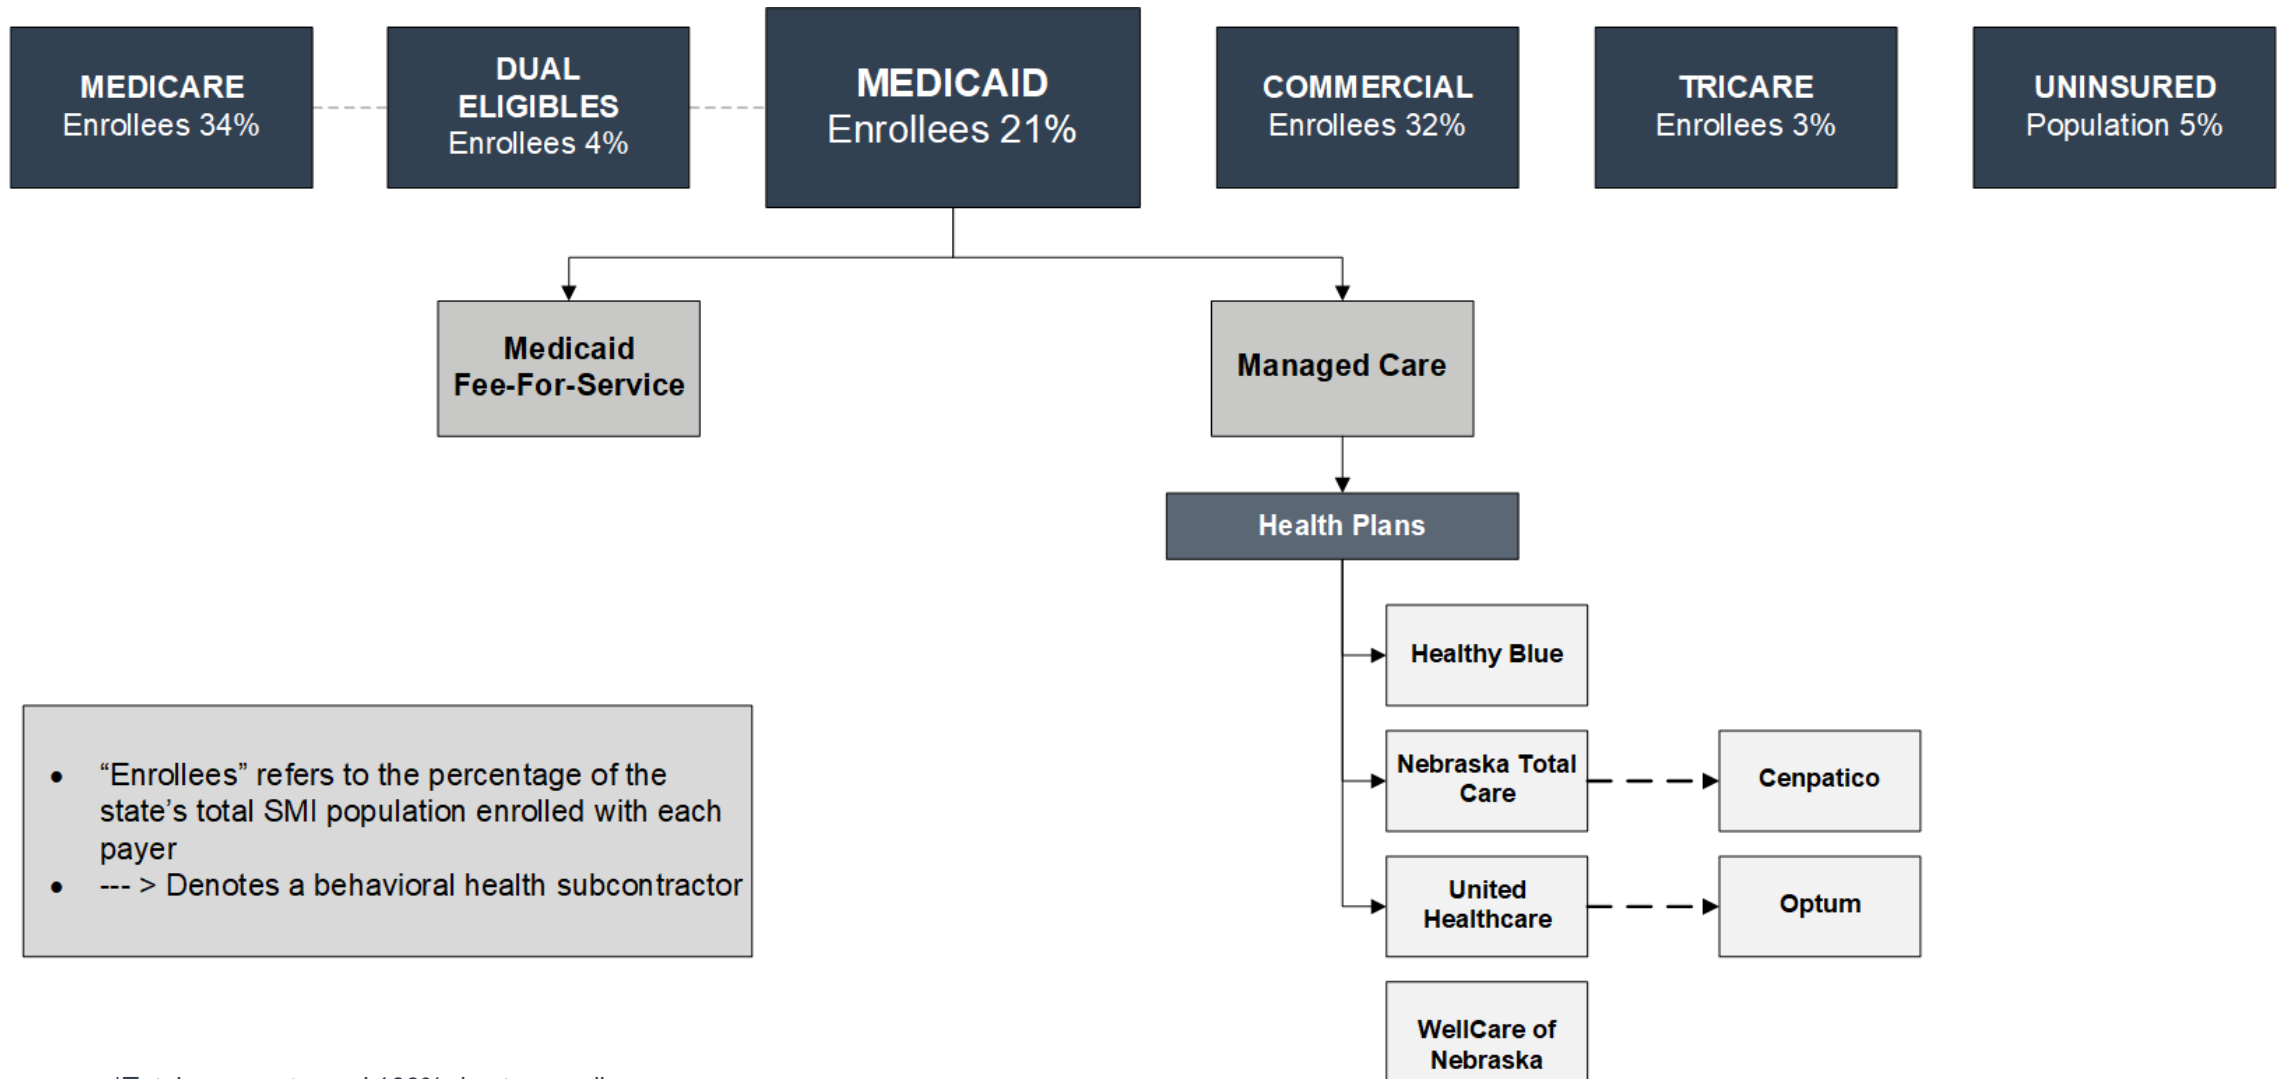 MEDICARE
Enrollees 34%
DUAL
ELIGIBLES
Enrollees 4%
MEDICAID
Enrollees 21%
COMMERCIAL
Enrollees 32%
TRICARE
Enrollees 3%
UNINSURED
Population 5%
Medicaid
Fee-For-Service
Managed Care
Health Plans
Healthy Blue
Nebraska Total
Care
Cenpatico
United
Healthcare
Optum
WellCare of
Nebraska
• “Enrollees” refers to the percentage of the
state’s total SMI population enrolled with each
payer
• --- > Denotes a behavioral health subcontractor